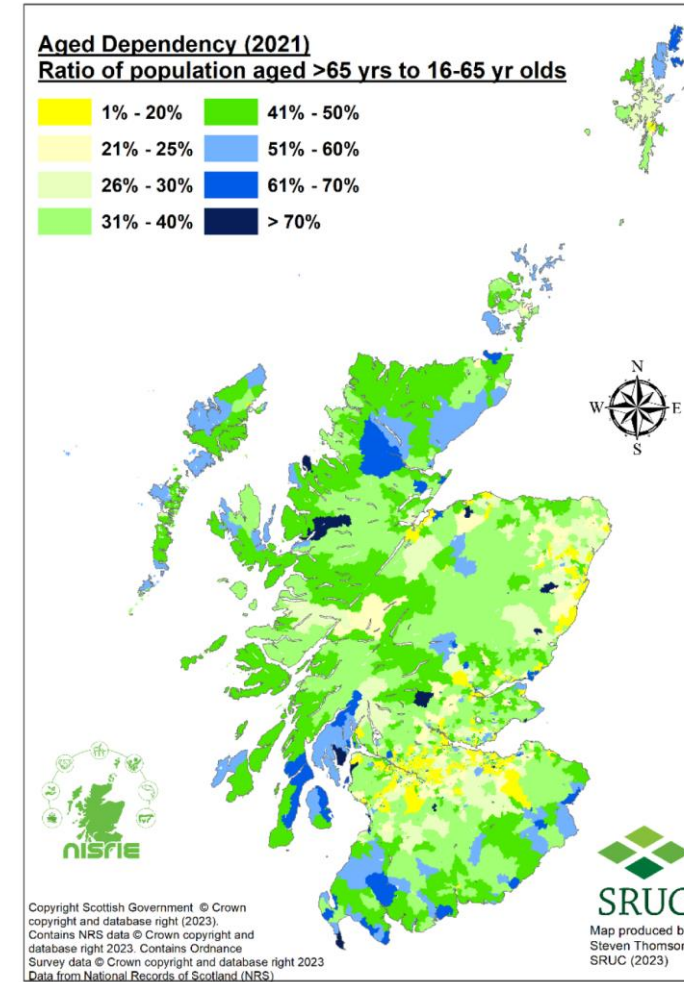 Aged Dependency (2021)
Ratio of population aged >65 yrs to 16-65 yr olds
1% - 20%
21% - 25%
26% - 30%
31% - 40%
41% - 50%
51% - 60%
61% - 70%
> 70%
N
W
E
S
NISRIE
SRUC
Map produced b
Steven Thomson
SRUC (2023)
Copyright Scottish Government © Crown
copyright and database right (2023).
Contains NRS data © Crown copyright and
database right 2023. Contains Ordnance
Survey data © Crown copyright and database right 2023
Data from National Records of Scotland (NRS)